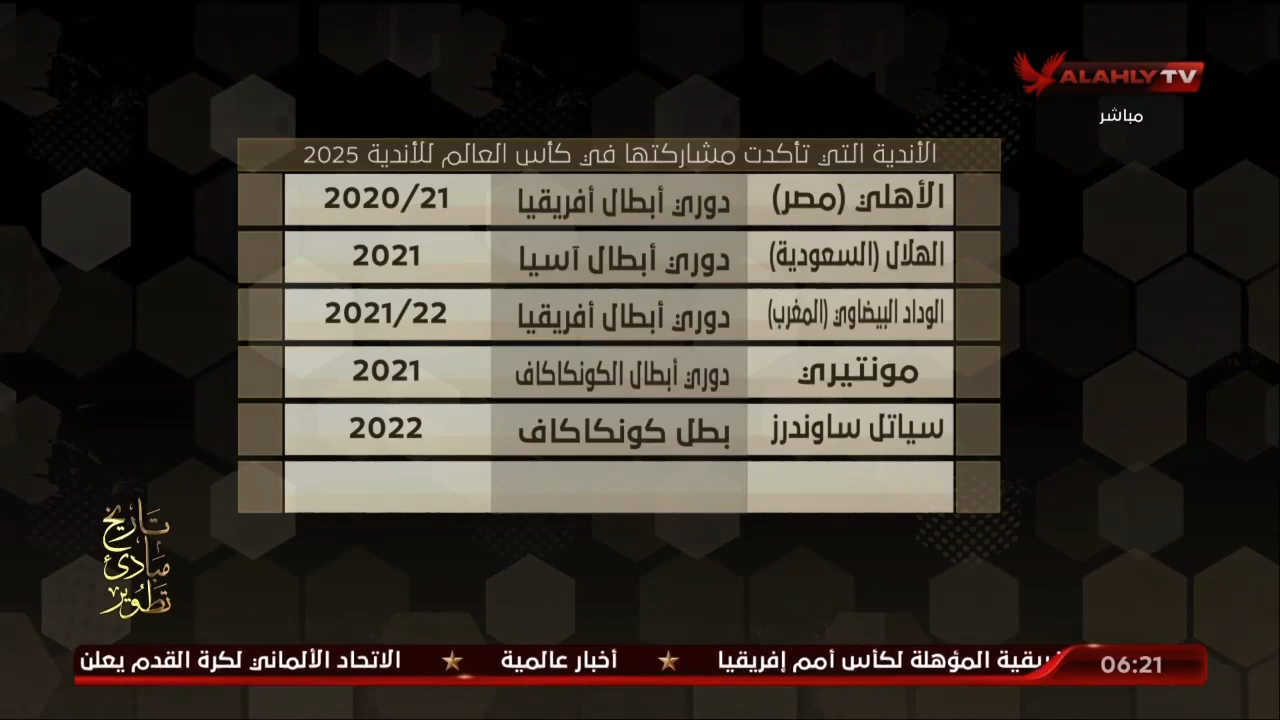 ALAHLY TV
مباشر
الأندية التي تأكدت مشاركتها في كأس العالم للأندية 2025
الأهلي (مصر) دوري أبطال أفريقيا 2020/21
الهلال (السعودية) دوري أبطال آسيا 2021
الوداد البيضاوي (المغرب) دوري أبطال أفريقيا 2021/22
مونتيري دوري أبطال الكونكاكاف 2021
سياتل ساوندرز بطل كونكاكاف 2022
تاريخ
مبادئ
تطوير
06:21 المؤهلة لكأس أمم إفريقيا ★ أخبار عالمية ★ الاتحاد الألماني لكرة القدم يعلن